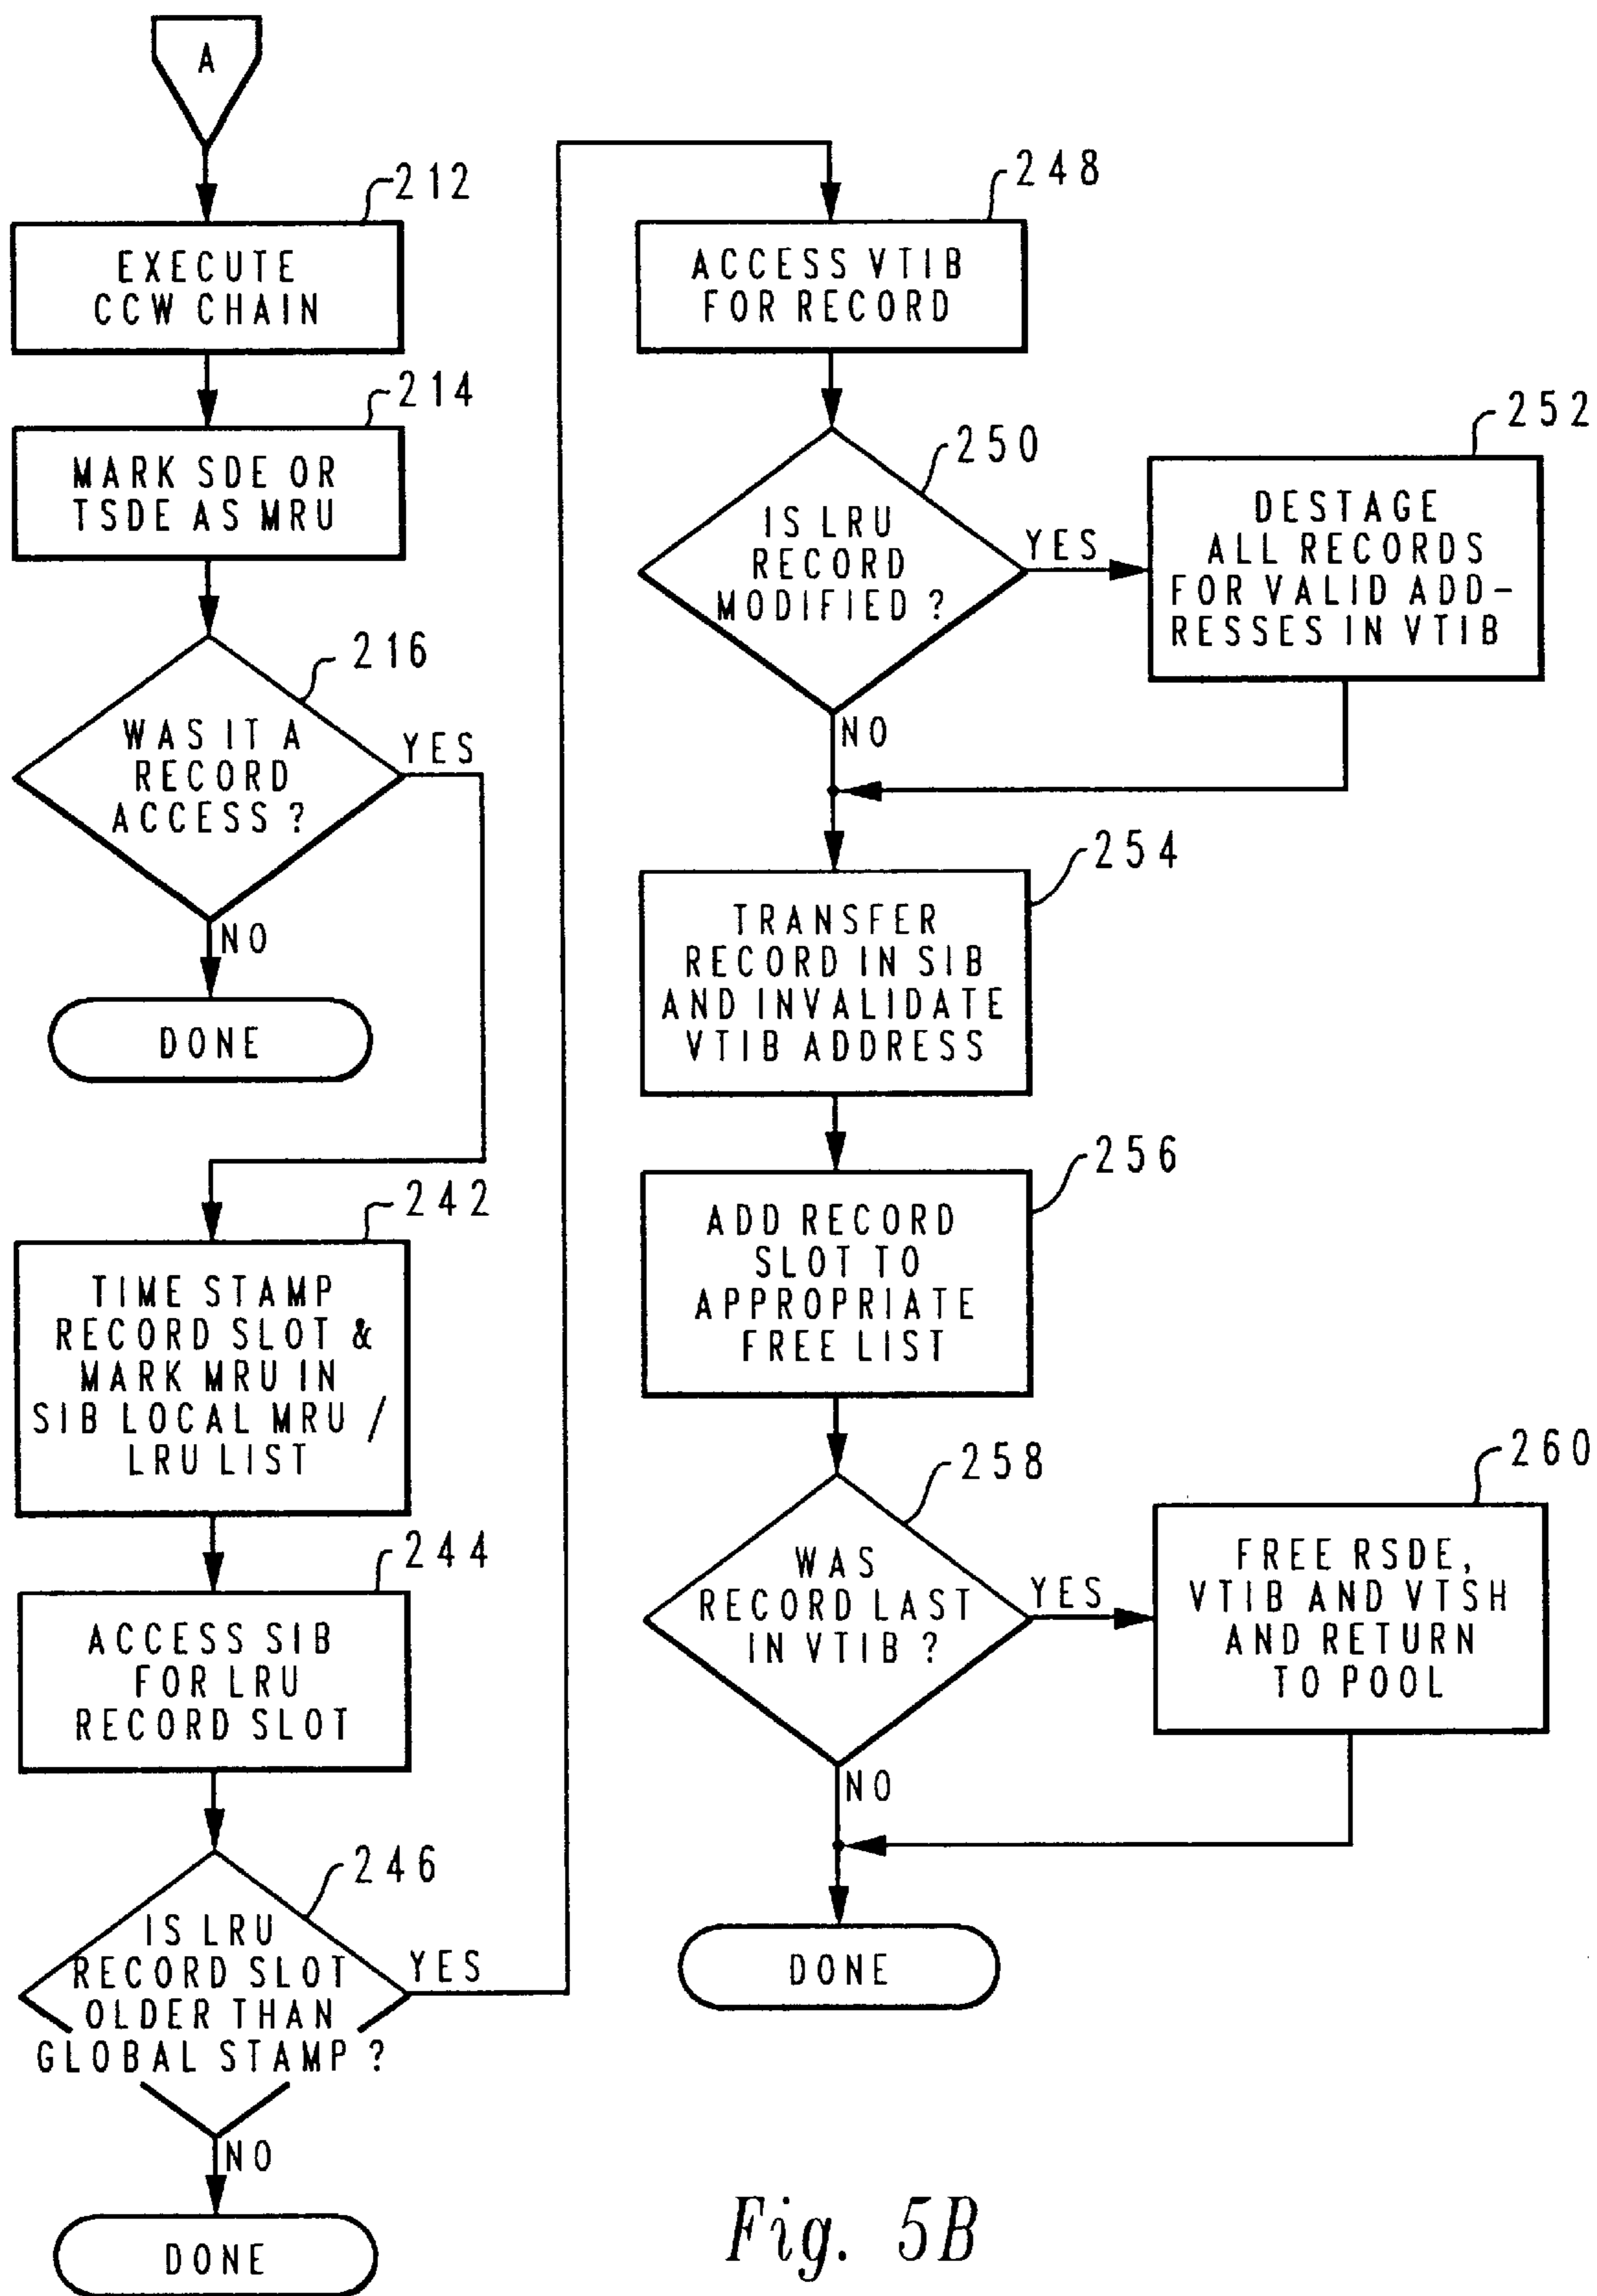 A
212
EXECUTE
CCW CHAIN
214
MARK SDE OR
TSDE AS MRU
216
WAS IT A
RECORD
ACCESS ?
YES
NO
DONE
242
TIME STAMP
RECORD SLOT &
MARK MRU IN
SIB LOCAL MRU /
LRU LIST
244
ACCESS SIB
FOR LRU
RECORD SLOT
246
IS LRU
RECORD SLOT
OLDER THAN
GLOBAL STAMP ?
YES
NO
DONE
248
ACCESS VTIB
FOR RECORD
250
IS LRU
RECORD
MODIFIED ?
YES
NO
252
DESTAGE
ALL RECORDS
FOR VALID ADD-
RESSES IN VTIB
254
TRANSFER
RECORD IN SIB
AND INVALIDATE
VTIB ADDRESS
256
ADD RECORD
SLOT TO
APPROPRIATE
FREE LIST
258
WAS
RECORD LAST
IN VTIB ?
YES
NO
260
FREE RSDE,
VTIB AND VTSH
AND RETURN
TO POOL
DONE
Fig. 5B